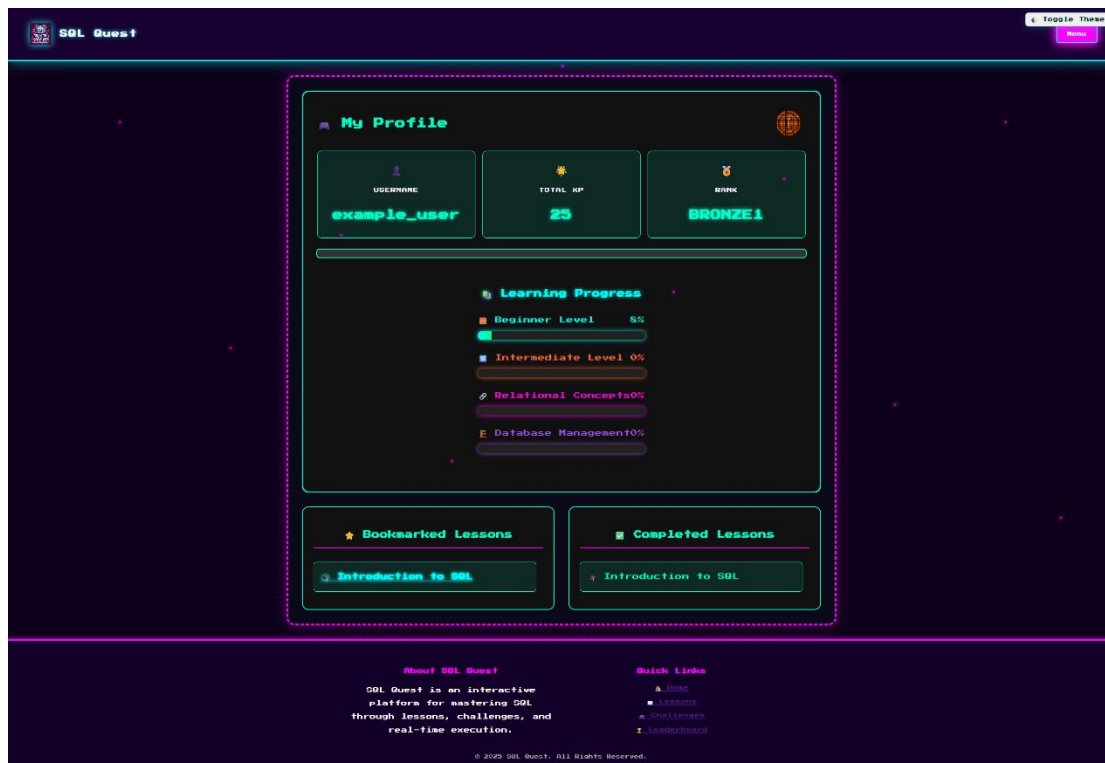 SQL Quest
Toggle Theme
Menu
My Profile
USERNAME
example_user
TOTAL XP
25
RANK
BRONZE1
Learning Progress
Beginner Level 8%
Intermediate Level 0%
Relational Concepts0%
Database Management0%
Bookmarked Lessons
Introduction to SQL
Completed Lessons
Introduction to SQL
About SQL Quest
SQL Quest is an interactive
platform for mastering SQL
through lessons, challenges, and
real-time execution.
Quick Links
Home
Lessons
Challenges
Leaderboard
© 2025 SQL Quest. All Rights Reserved.